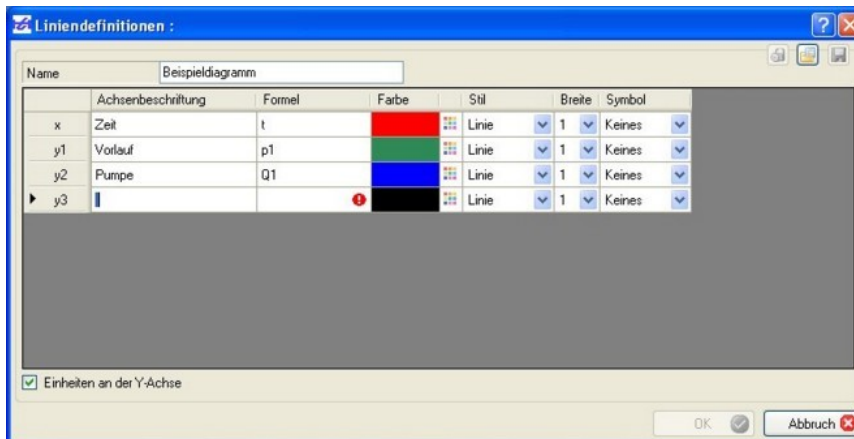 Liniendefinitionen :
Name Beispieldiagramm
Achsenbeschriftung Formel Farbe Stil Breite Symbol
x Zeit t Linie 1 Keines
y1 Vorlauf p1 Linie 1 Keines
y2 Pumpe Q1 Linie 1 Keines
y3 Linie 1 Keines
Einheiten an der Y-Achse
OK Abbruch